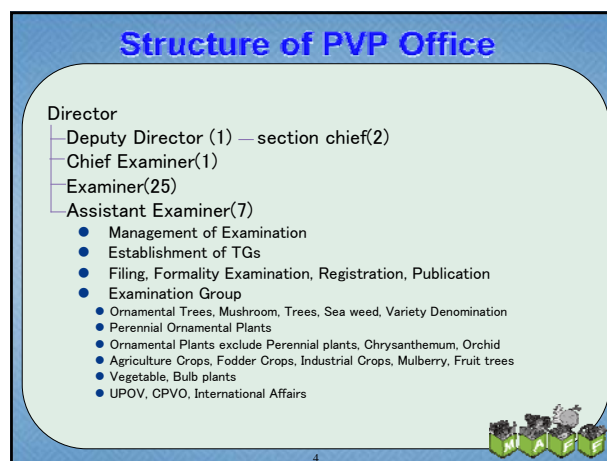 Structure of PVP Office
Director
Deputy Director (1) — section chief(2)
Chief Examiner(1)
Examiner(25)
Assistant Examiner(7)
● Management of Examination
● Establishment of TGs
● Filing, Formality Examination, Registration, Publication
● Examination Group
● Ornamental Trees, Mushroom, Trees, Sea weed, Variety Denomination
● Perennial Ornamental Plants
● Ornamental Plants exclude Perennial plants, Chrysanthemum, Orchid
● Agriculture Crops, Fodder Crops, Industrial Crops, Mulberry, Fruit trees
● Vegetable, Bulb plants
● UPOV, CPVO, International Affairs
MAFF
4